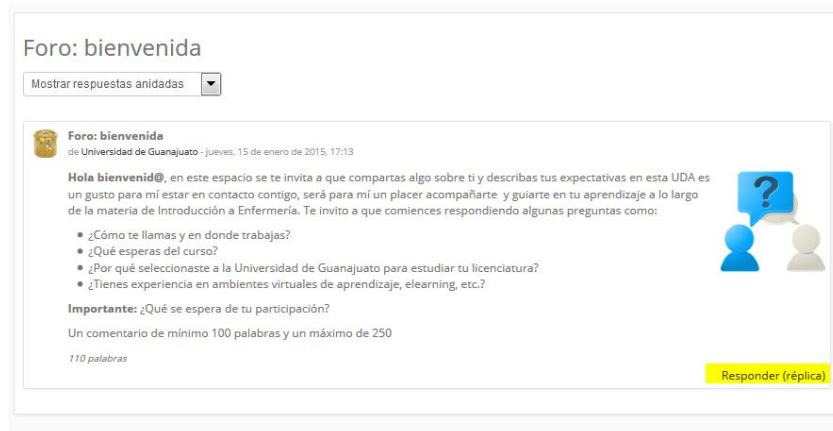 Foro: bienvenida
Mostrar respuestas anidadas
Foro: bienvenida
de Universidad de Guanajuato - jueves, 15 de enero de 2015, 17:13
Hola bienvenid@, en este espacio se te invita a que compartas algo sobre ti y describas tus expectativas en esta UDA es
un gusto para mí estar en contacto contigo, será para mí un placer acompañarte y guiarte en tu aprendizaje a lo largo
de la materia de Introducción a Enfermería. Te invito a que comiences respondiendo algunas preguntas como:
• ¿Cómo te llamas y en donde trabajas?
• ¿Qué esperas del curso?
• ¿Por qué seleccionaste a la Universidad de Guanajuato para estudiar tu licenciatura?
• ¿Tienes experiencia en ambientes virtuales de aprendizaje, elearning, etc.?
Importante: ¿Qué se espera de tu participación?
Un comentario de mínimo 100 palabras y un máximo de 250
110 palabras
Responder (réplica)